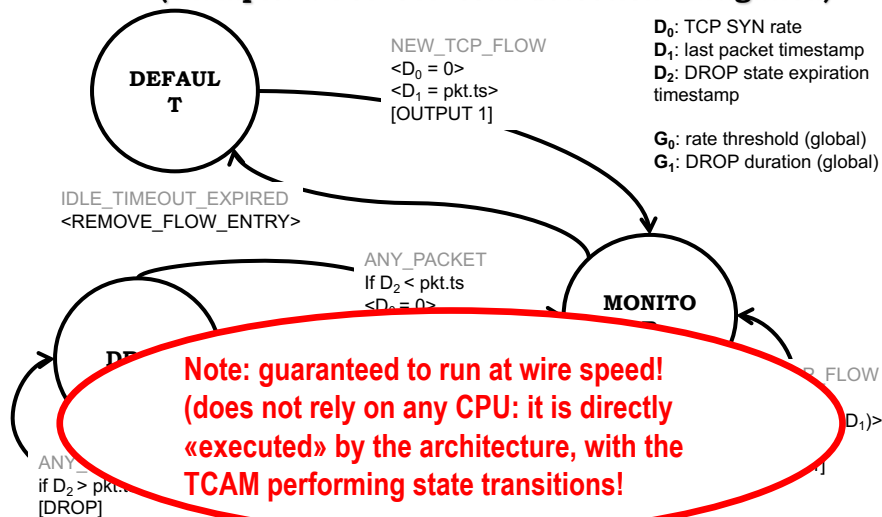 NEW_TCP_FLOW
<D0 = 0>
<D1 = pkt.ts>
[OUTPUT 1]
D0: TCP SYN rate
D1: last packet timestamp
D2: DROP state expiration
timestamp
G0: rate threshold (global)
G1: DROP duration (global)
DEFAUL
T
IDLE_TIMEOUT_EXPIRED
<REMOVE_FLOW_ENTRY>
ANY_PACKET
If D2 < pkt.ts
= 0>
MONITO
Note: guaranteed to run at wire speed!
(does not rely on any CPU: it is directly
«executed» by the architecture, with the
TCAM performing state transitions!
_FLOW
D1)>
ANY
if D2 > pkt.
[DROP]